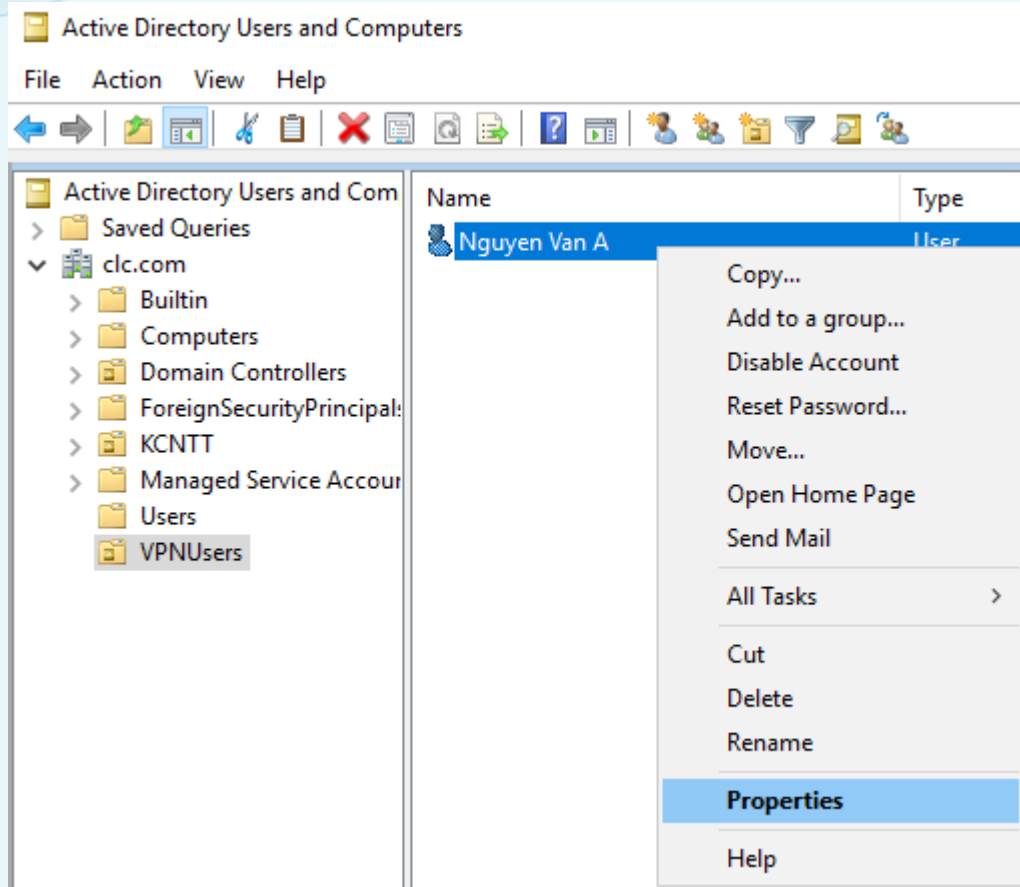 Active Directory Users and Computers
File Action View Help
Active Directory Users and Com
Saved Queries
clc.com
Builtin
Computers
Domain Controllers
ForeignSecurityPrincipals
KCNTT
Managed Service Accour
Users
VPNUsers
Name Type
Nguyen Van A User
Copy...
Add to a group...
Disable Account
Reset Password...
Move...
Open Home Page
Send Mail
All Tasks
Cut
Delete
Rename
Properties
Help